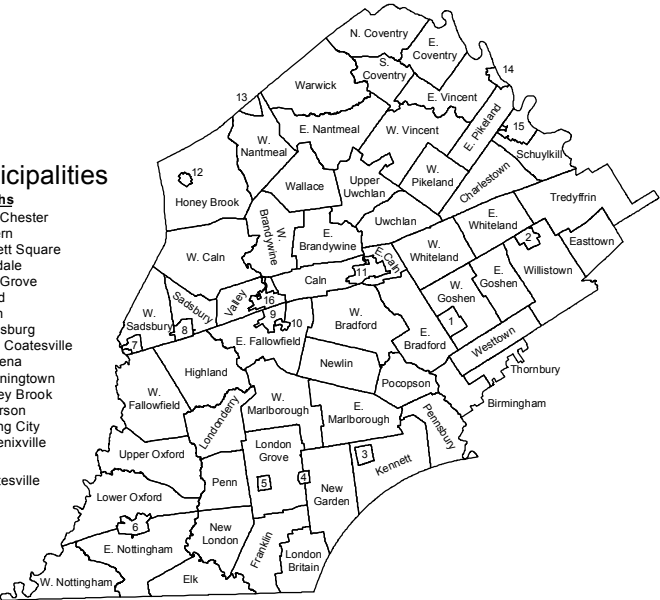 N. Coventry
E.
Coventry
S.
Coventry
14
Warwick
E. Vincent
13
E. Nantmeal
W. Vincent
E. Pikeland
15
W.
Nantmeal
Schuylkill
12
Honey Brook
Wallace
Upper
Uwchlan
W.
Pikeland
Charlestown
Tredyffrin
icipalities
hs
Chester
ern
ett Square
dale
Grove
d
n
sburg
Coatesville
ena
ningtown
ey Brook
erson
ng City
enixville
tesville
W.
Brandywine
E.
Brandywine
Uwchlan
E.
Whiteland
2
Easttown
W. Caln
E. Caln
W.
Whiteland
Willistown
Caln
11
W.
Goshen
E.
Goshen
Sadsbury
Valley
16
W.
Sadsbury
8
9
10
W.
Bradford
1
7
E. Fallowfield
E.
Bradford
Westtown
Thornbury
Highland
Newlin
Pocopson
Birmingham
W.
Fallowfield
Londonderry
W.
Marlborough
E.
Marlborough
Pennsbury
Upper Oxford
London
Grove
3
Kennett
Penn
5
4
New
Garden
Lower Oxford
6
New
London
Franklin
London
Britain
E. Nottingham
W. Nottingham
Elk